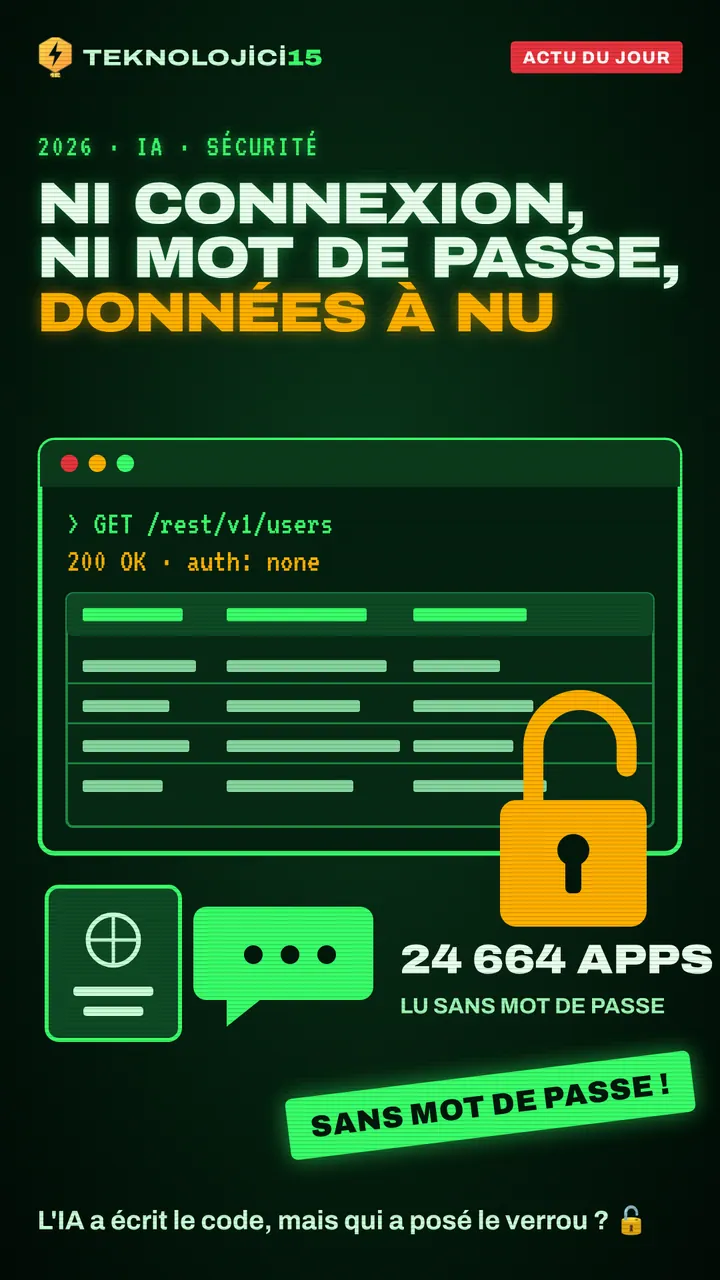 TEKNOLOJİCİ15
ACTU DU JOUR
2026 · IA · SÉCURITÉ
NI CONNEXION,
NI MOT DE PASSE,
DONNÉES À NU
> GET /rest/v1/users
200 OK · auth: none
24 664 APPS
LU SANS MOT DE PASSE
SANS MOT DE PASSE !
L'IA a écrit le code, mais qui a posé le verrou ? 🔓